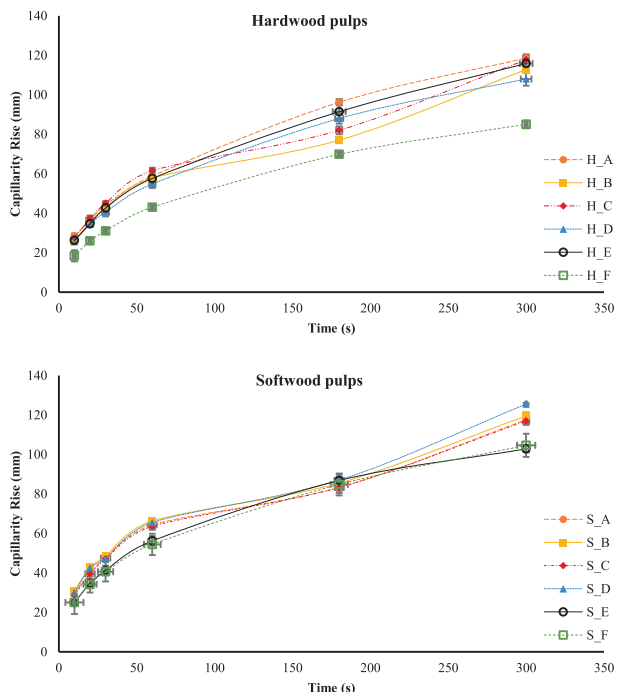 Hardwood pulps
140
120
100
80
60
40
20
0
Capillarity Rise (mm)
0 50 100 150 200 250 300 350
Time (s)
H_A
H_B
H_C
H_D
H_E
H_F
Softwood pulps
140
120
100
80
60
40
20
0
Capillarity Rise (mm)
0 50 100 150 200 250 300 350
Time (s)
S_A
S_B
S_C
S_D
S_E
S_F